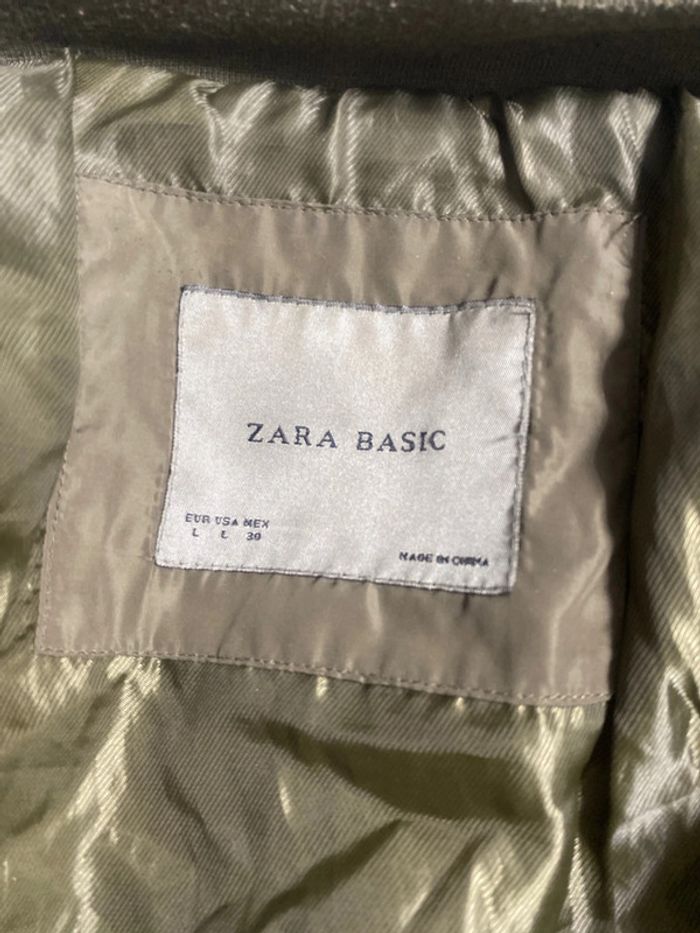 ZARA BASIC
EUR USA MEX
L L 30
MADE IN CHINA